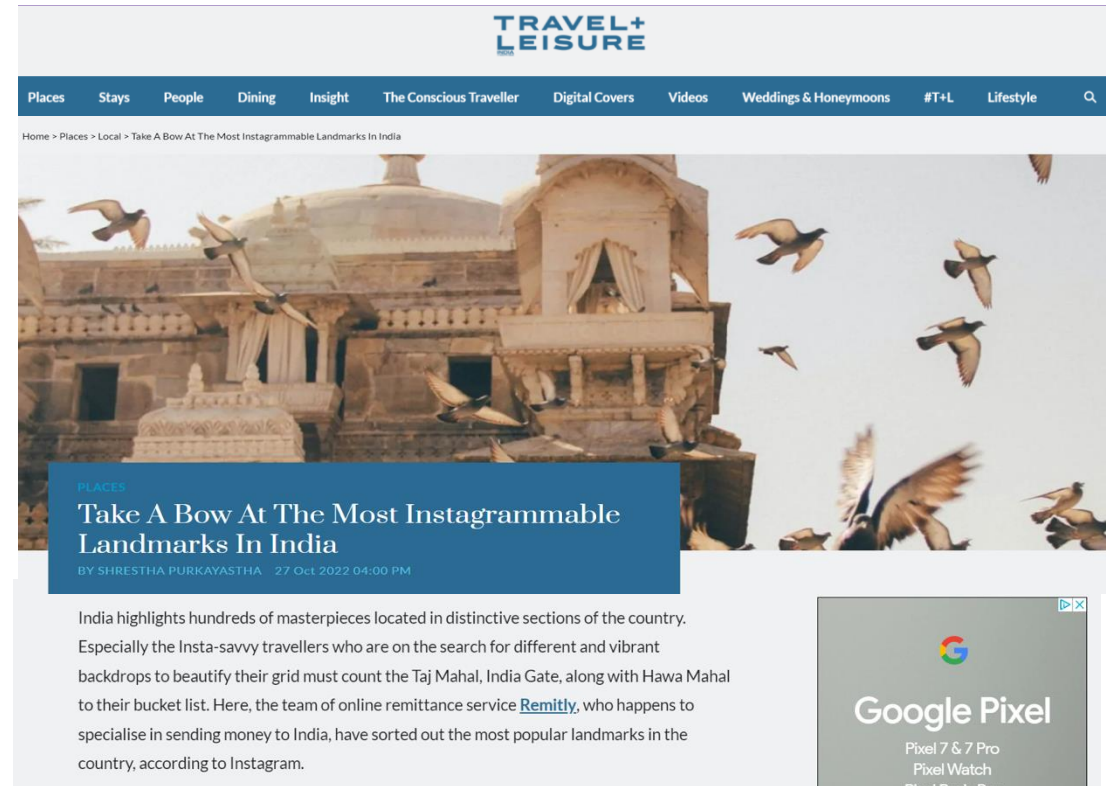 TRAVEL+
LEISURE
INDIA
Places Stays People Dining Insight The Conscious Traveller Digital Covers Videos Weddings & Honeymoons #T+L Lifestyle
Home > Places > Local > Take A Bow At The Most Instagrammable Landmarks In India
PLACES
Take A Bow At The Most Instagrammable
Landmarks In India
BY SHRESTHA PURKAYASTHA 27 Oct 2022 04:00 PM
India highlights hundreds of masterpieces located in distinctive sections of the country.
Especially the Insta-savvy travellers who are on the search for different and vibrant
backdrops to beautify their grid must count the Taj Mahal, India Gate, along with Hawa Mahal
to their bucket list. Here, the team of online remittance service Remitly, who happens to
specialise in sending money to India, have sorted out the most popular landmarks in the
country, according to Instagram.
Google Pixel
Pixel 7 & 7 Pro
Pixel Watch